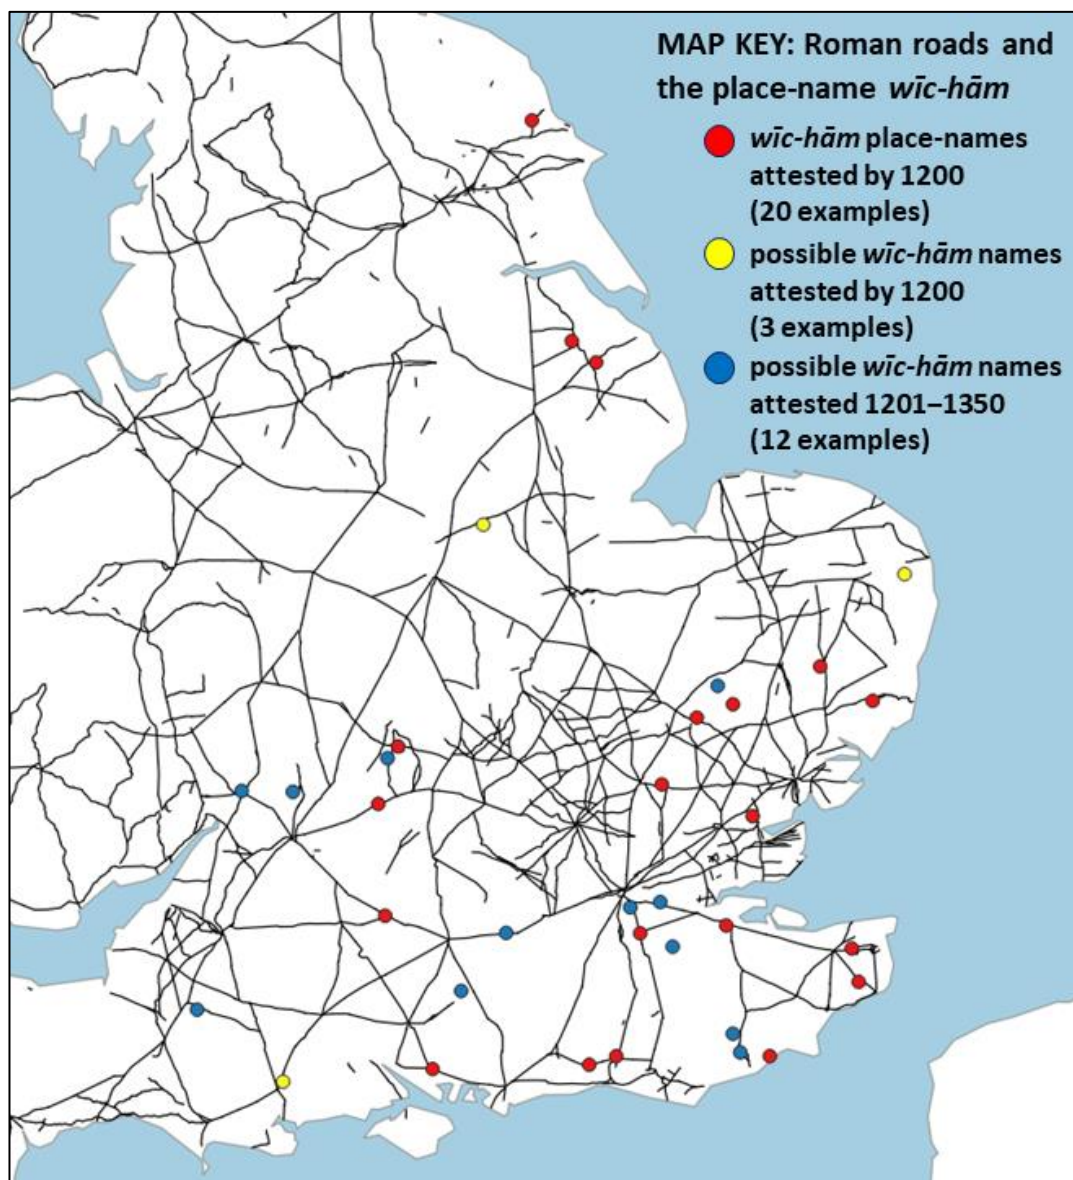 MAP KEY: Roman roads and
the place-name wīc-hām
wīc-hām place-names
attested by 1200
(20 examples)
possible wīc-hām names
attested by 1200
(3 examples)
possible wīc-hām names
attested 1201–1350
(12 examples)